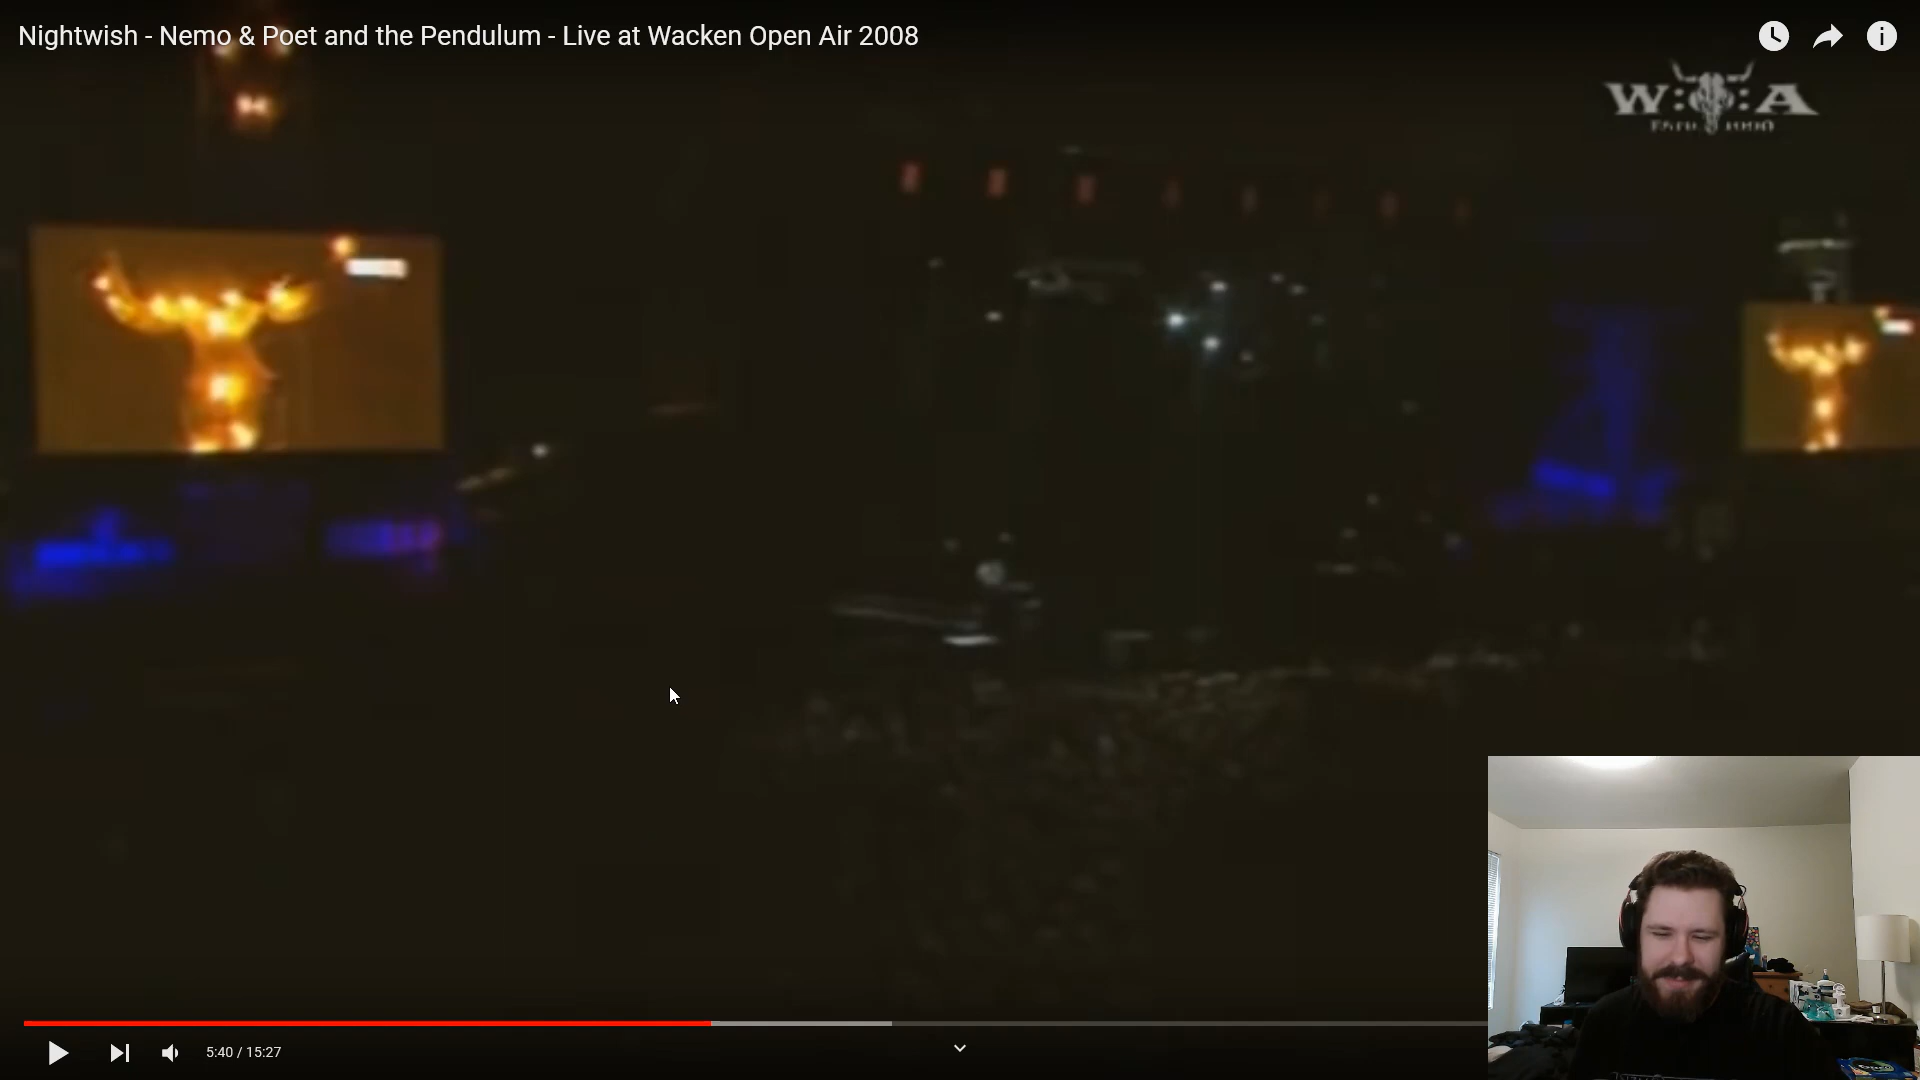 Nightwish - Nemo & Poet and the Pendulum - Live at Wacken Open Air 2008
W:O:A
5:40 / 15:27